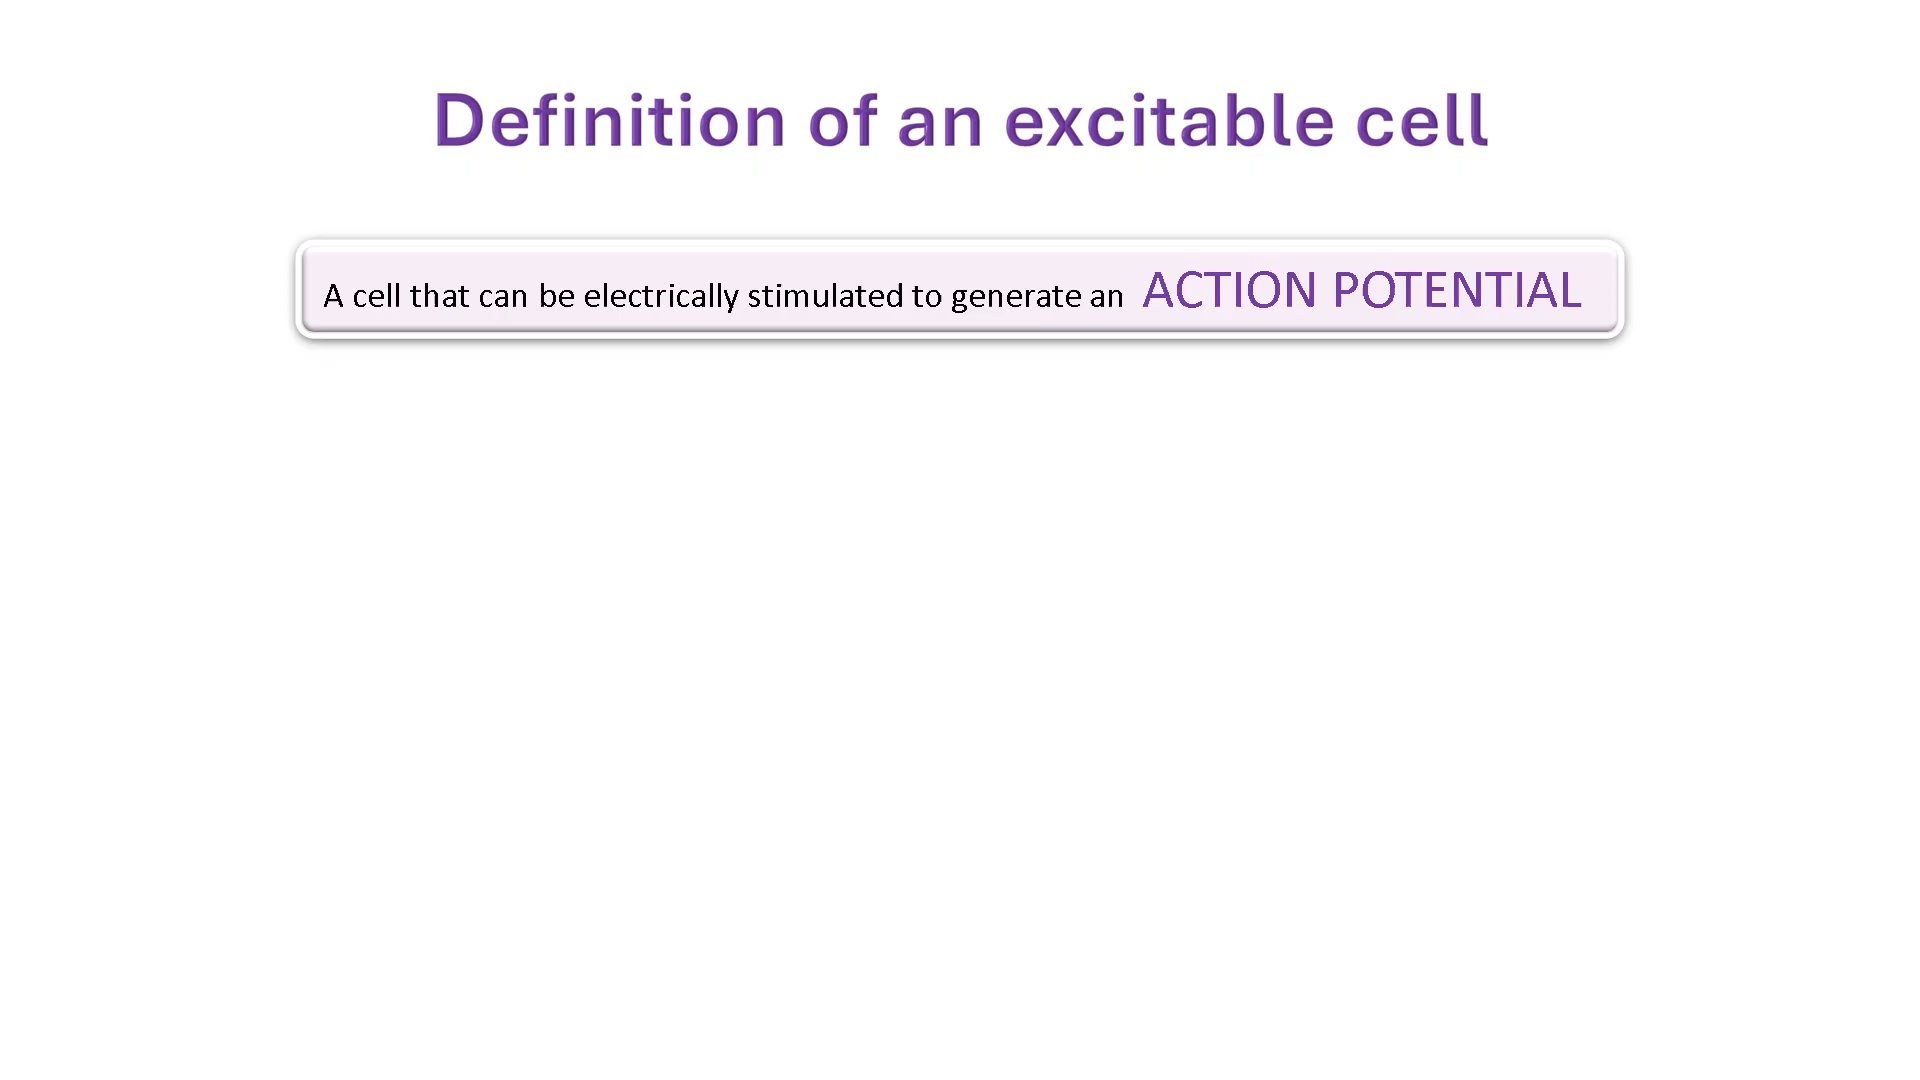 Definition of an excitable cell
A cell that can be electrically stimulated to generate an ACTION POTENTIAL